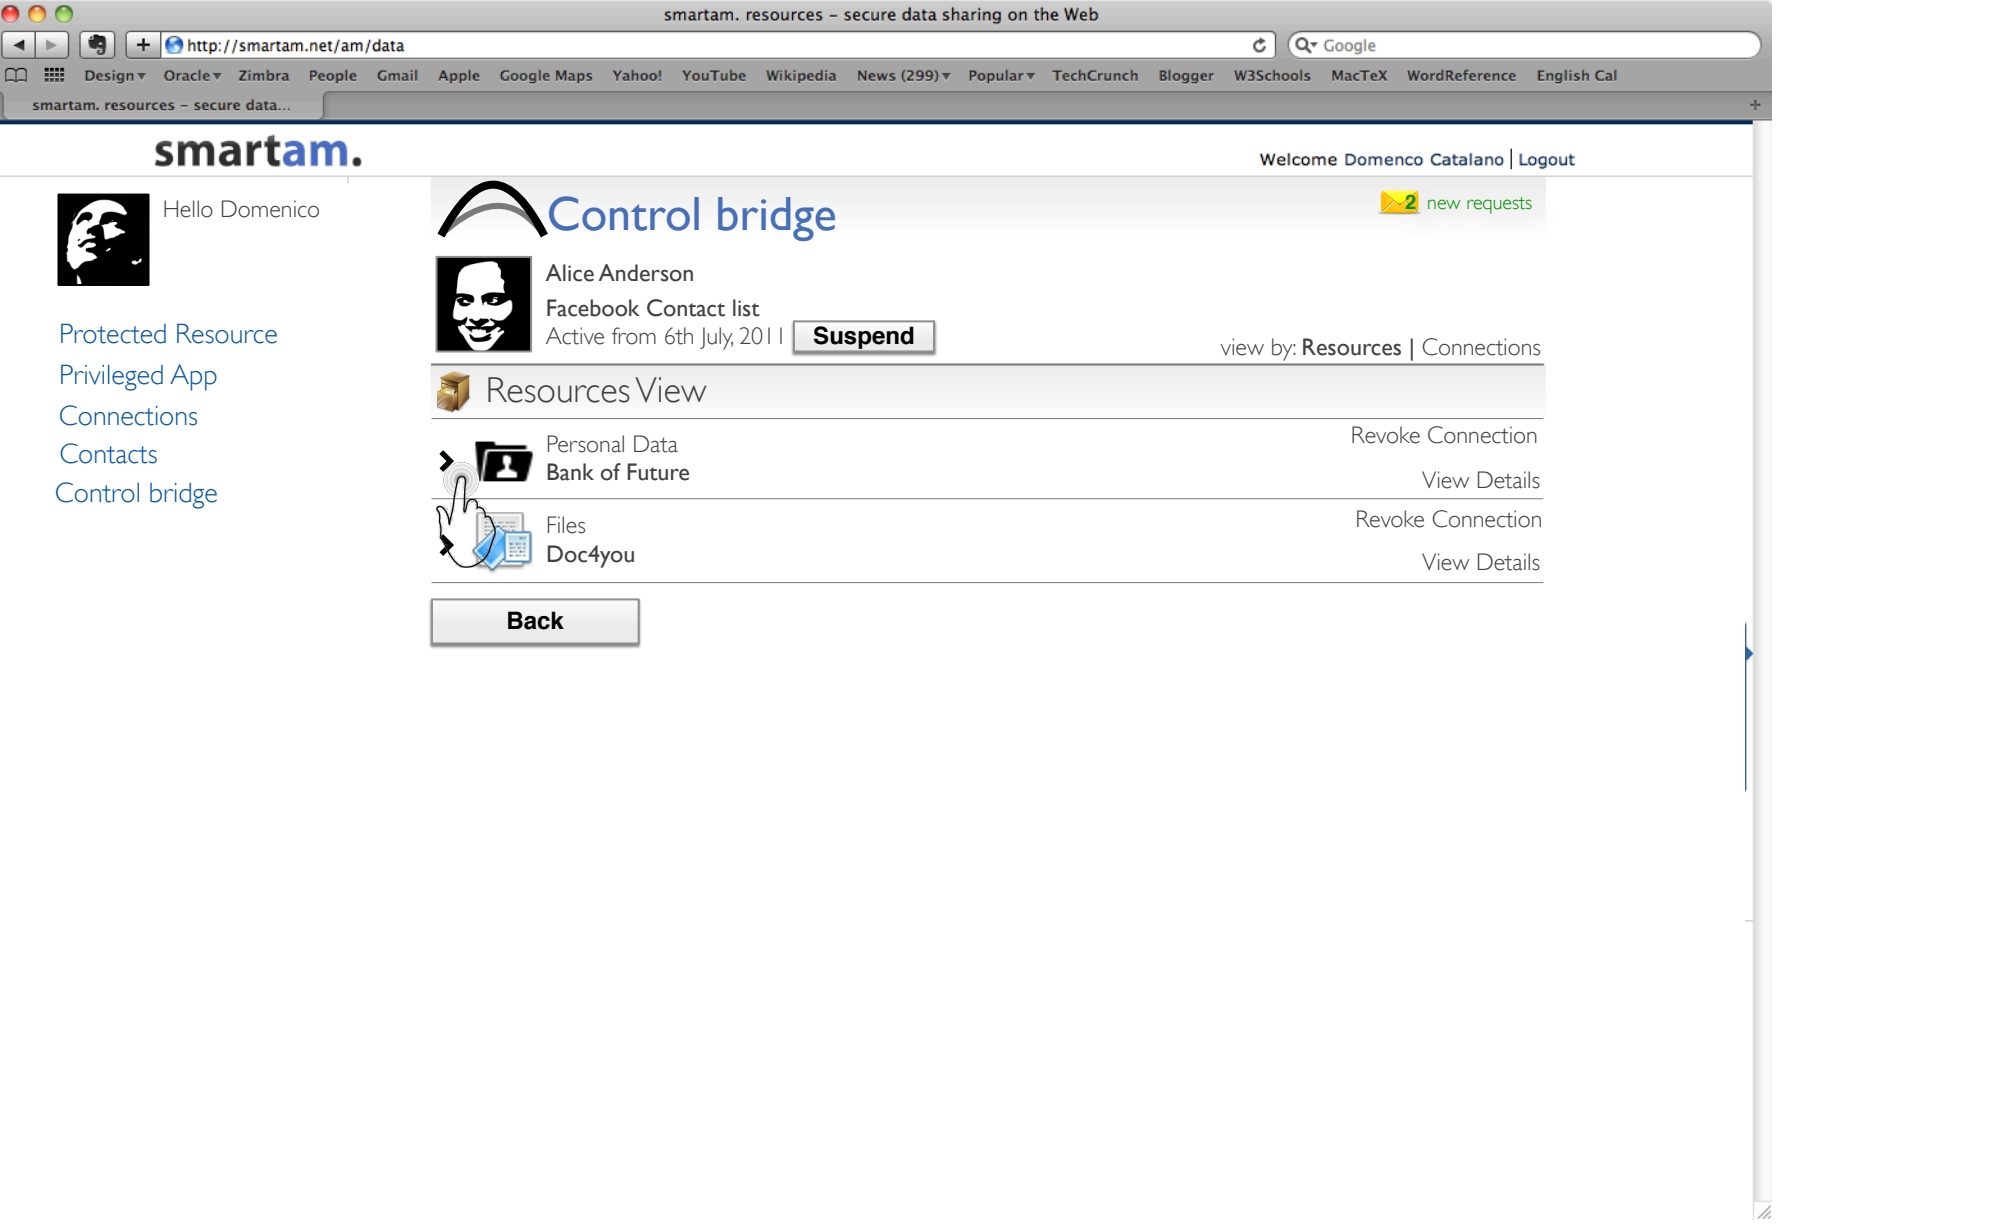 smartam. resources – secure data sharing on the Web
http://smartam.net/am/data
Google
Design Oracle Zimbra People Gmail Apple Google Maps Yahoo! YouTube Wikipedia News (299) Popular TechCrunch Blogger W3Schools MacTeX WordReference English Cal
smartam. resources – secure data...
smartam.
Welcome Domenco Catalano | Logout
Hello Domenico
Protected Resource
Privileged App
Connections
Contacts
Control bridge
Control bridge
2 new requests
Alice Anderson
Facebook Contact list
Active from 6th July, 2011 Suspend
view by: Resources | Connections
Resources View
Personal Data
Bank of Future
Revoke Connection
View Details
Files
Doc4you
Revoke Connection
View Details
Back